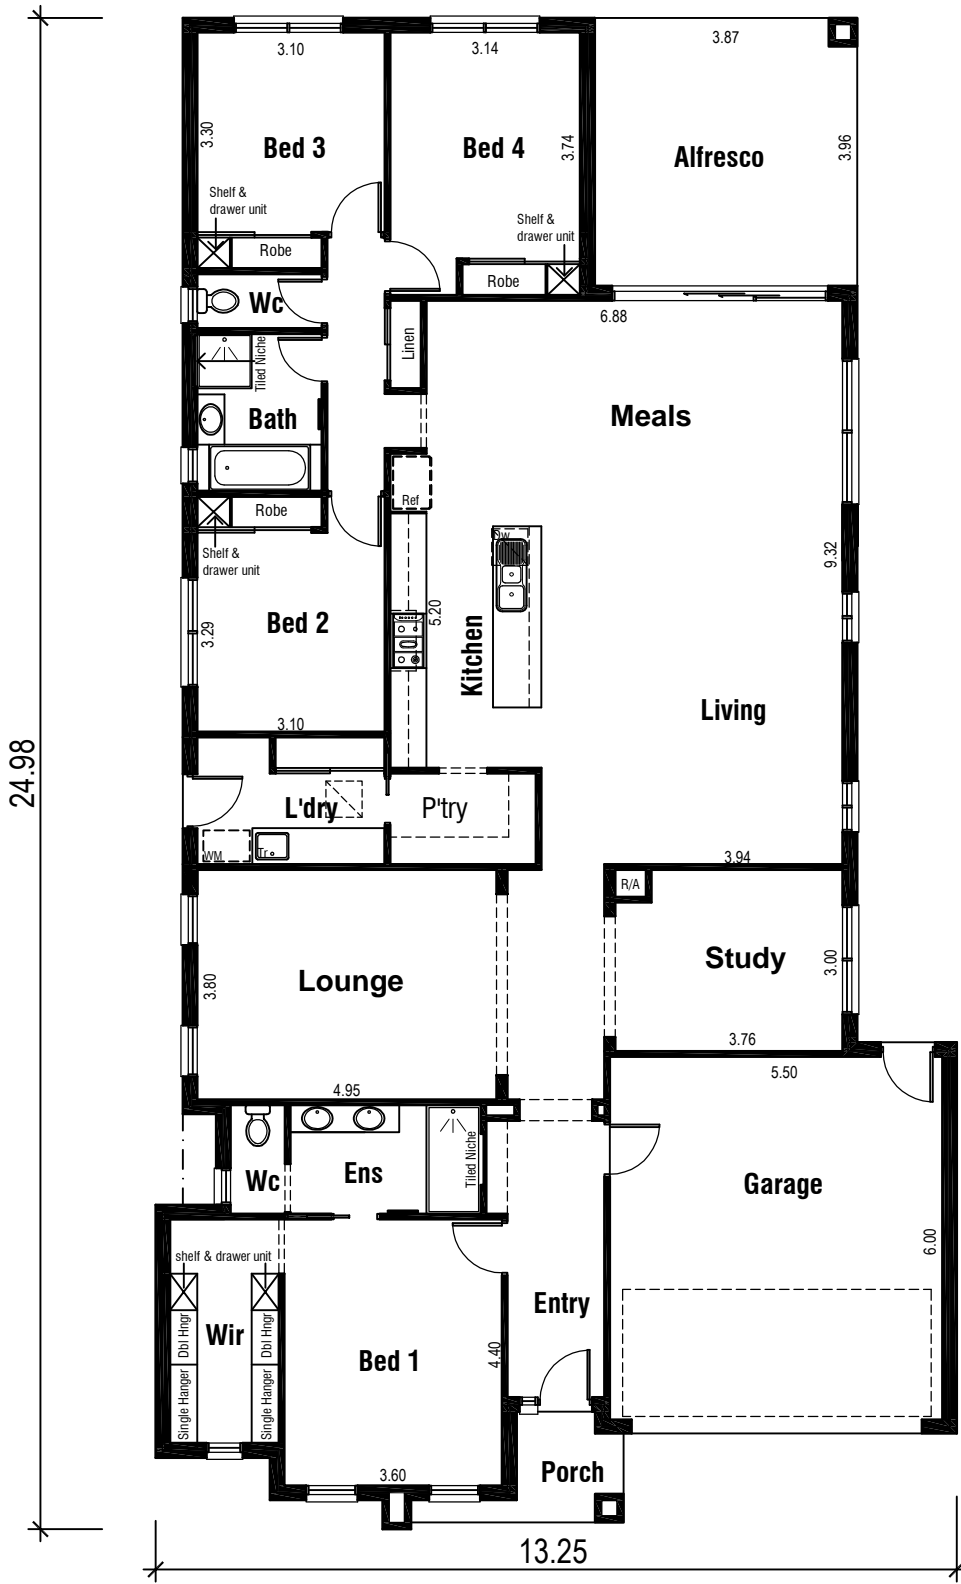 3.10
3.14
3.87
3.30
Bed 3
Bed 4
3.74
Alfresco
3.96
Shelf &
drawer unit
Shelf &
drawer unit
Robe
Robe
Wc
6.88
Linen
Tiled Niche
Bath
Meals
Ref
Robe
Shelf &
drawer unit
Dw
9.32
Bed 2
3.29
5.20
Kitchen
3.10
Living
24.98
L'dry
P'try
WM
Tr
3.94
R/A
Lounge
3.80
Study
3.00
4.95
3.76
5.50
Wc
Ens
Tiled Niche
Garage
6.00
shelf & drawer unit
Dbl Hngr
Dbl Hngr
Wir
Single Hanger
Single Hanger
Bed 1
4.40
Entry
3.60
Porch
13.25